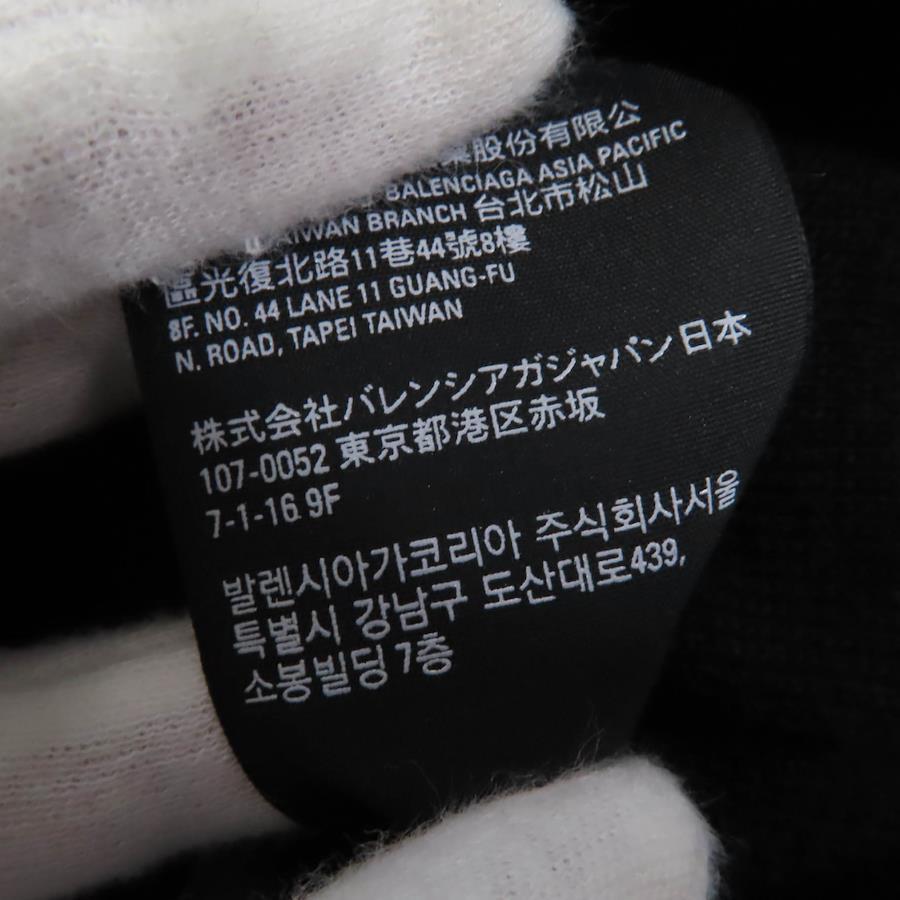 業股份有限公
BALENCIAGA ASIA PACIFIC
TAIWAN BRANCH 台北市松山
區光復北路11巷44號8樓
8F. NO. 44 LANE 11 GUANG-FU
N. ROAD, TAPEI TAIWAN
株式会社バレンシアガジャパン日本
107-0052 東京都港区赤坂
7-1-16 9F
발렌시아가코리아 주식회사서울
특별시 강남구 도산대로439,
소봉빌딩 7층